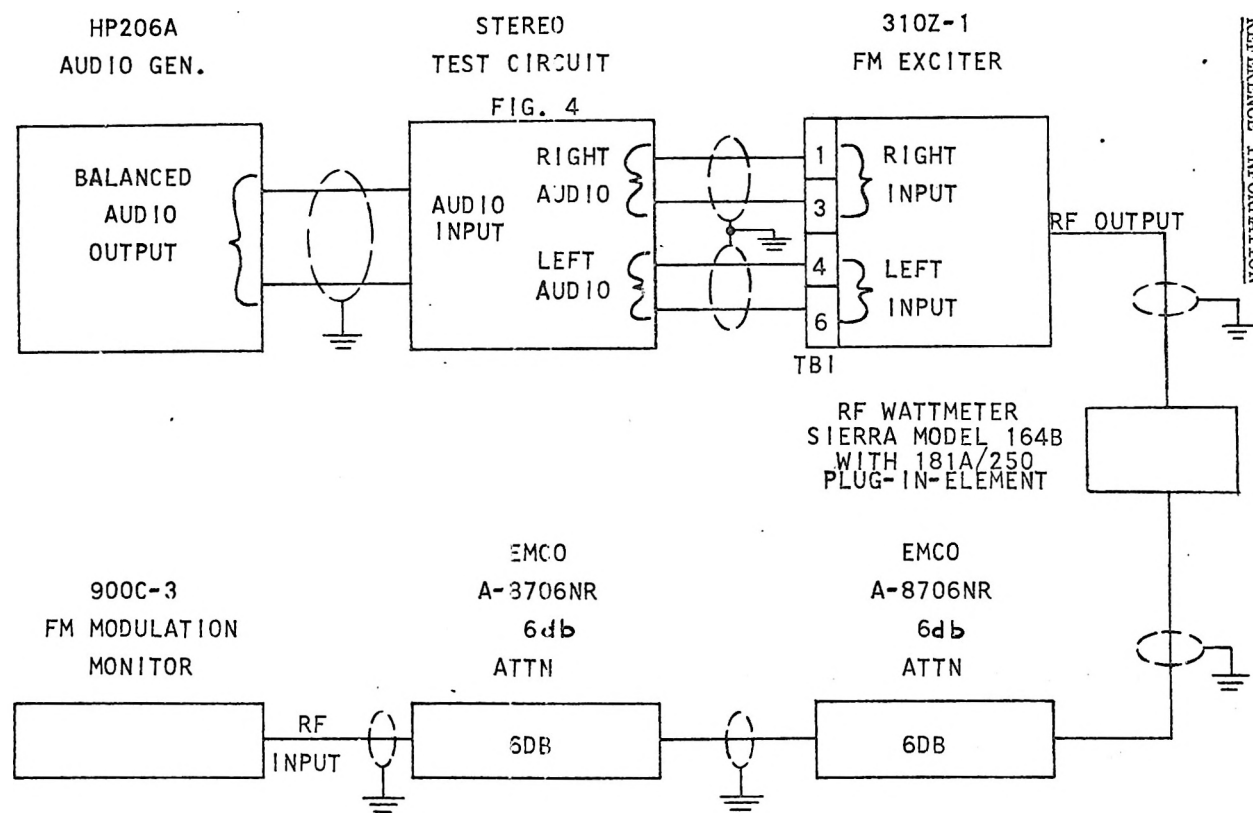 HP206A
AUDIO GEN.
STEREO
TEST CIRCUIT
FIG. 4
310Z-1
FM EXCITER
BALANCED
AUDIO
OUTPUT
AUDIO
INPUT
RIGHT
AUDIO
LEFT
AUDIO
1
3
4
6
TB1
RIGHT
INPUT
LEFT
INPUT
RF OUTPUT
REFERENCE INFORMATION
RF WATTMETER
SIERRA MODEL 164B
WITH 181A/250
PLUG-IN-ELEMENT
900C-3
FM MODULATION
MONITOR
RF
INPUT
EMCO
A-8706NR
6db
ATTN
6DB
EMCO
A-8706NR
6db
ATTN
6DB